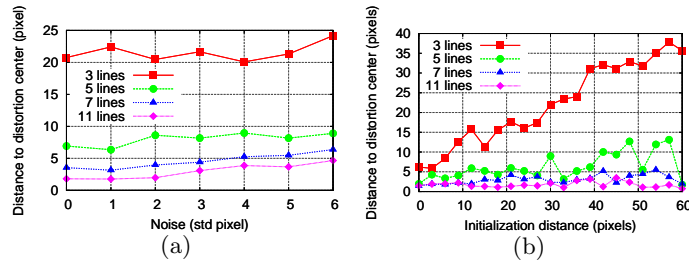 Distance to distortion center (pixel)
25
20
15
10
5
0
3 lines
5 lines
7 lines
11 lines
0 1 2 3 4 5 6
Noise (std pixel)
(a)
Distance to distortion center (pixels)
40
35
30
25
20
15
10
5
0
3 lines
5 lines
7 lines
11 lines
0 10 20 30 40 50 60
Initialization distance (pixels)
(b)